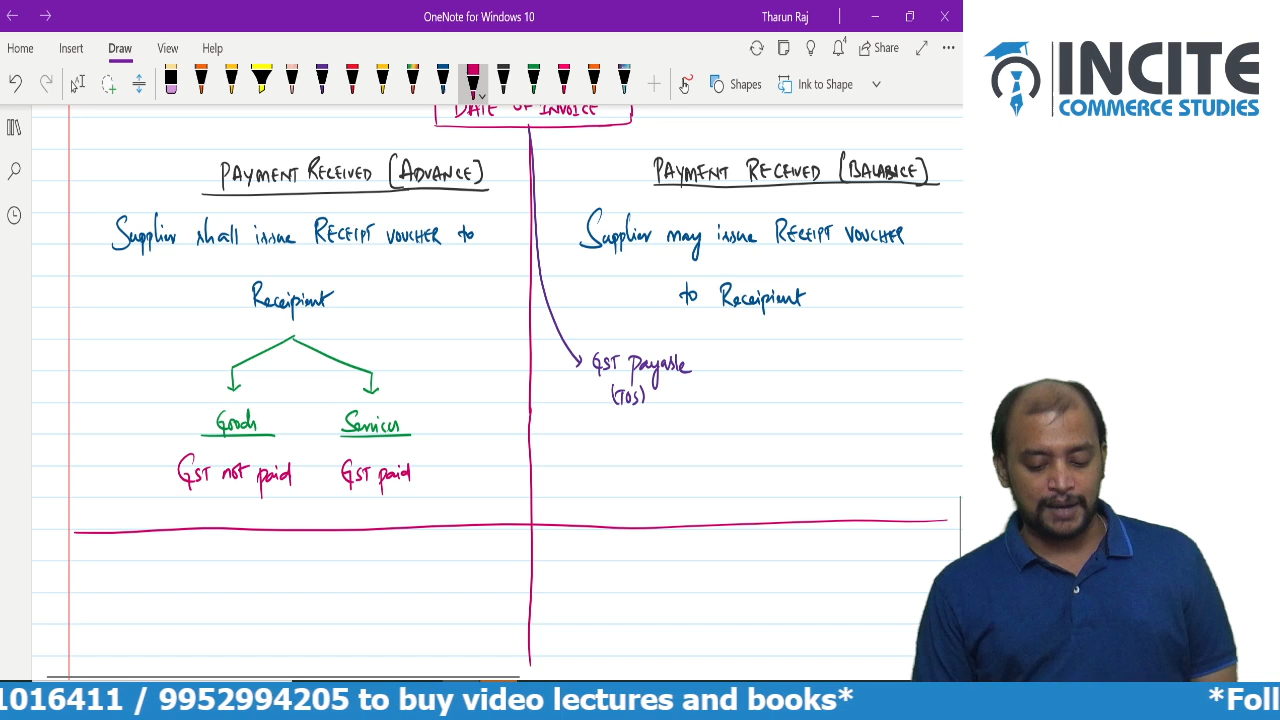 OneNote for Windows 10
Tharun Raj
Home Insert Draw View Help
4
Share
Shapes
Ink to Shape
INCITE
COMMERCE STUDIES
DATE OF INVOICE
PAYMENT RECEIVED (ADVANCE)
PAYMENT RECEIVED (BALANCE)
Supplier shall issue RECEIPT VOUCHER to
Receipient
Supplier may issue RECEIPT VOUCHER
to Receipient
GST payable
(TOS)
Goods
Services
GST not paid
GST paid
1016411 / 9952994205 to buy video lectures and books*
*Foll